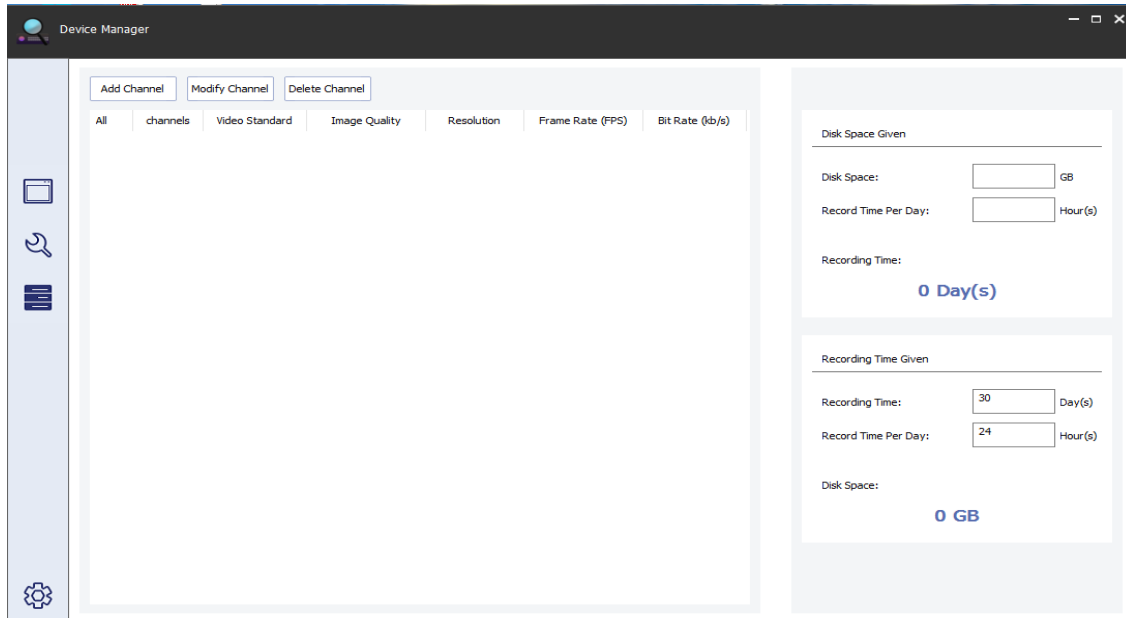 Device Manager
Add Channel Modify Channel Delete Channel
All channels Video Standard Image Quality Resolution Frame Rate (FPS) Bit Rate (kb/s)
Disk Space Given
Disk Space: GB
Record Time Per Day: Hour(s)
Recording Time:
0 Day(s)
Recording Time Given
Recording Time: 30 Day(s)
Record Time Per Day: 24 Hour(s)
Disk Space:
0 GB